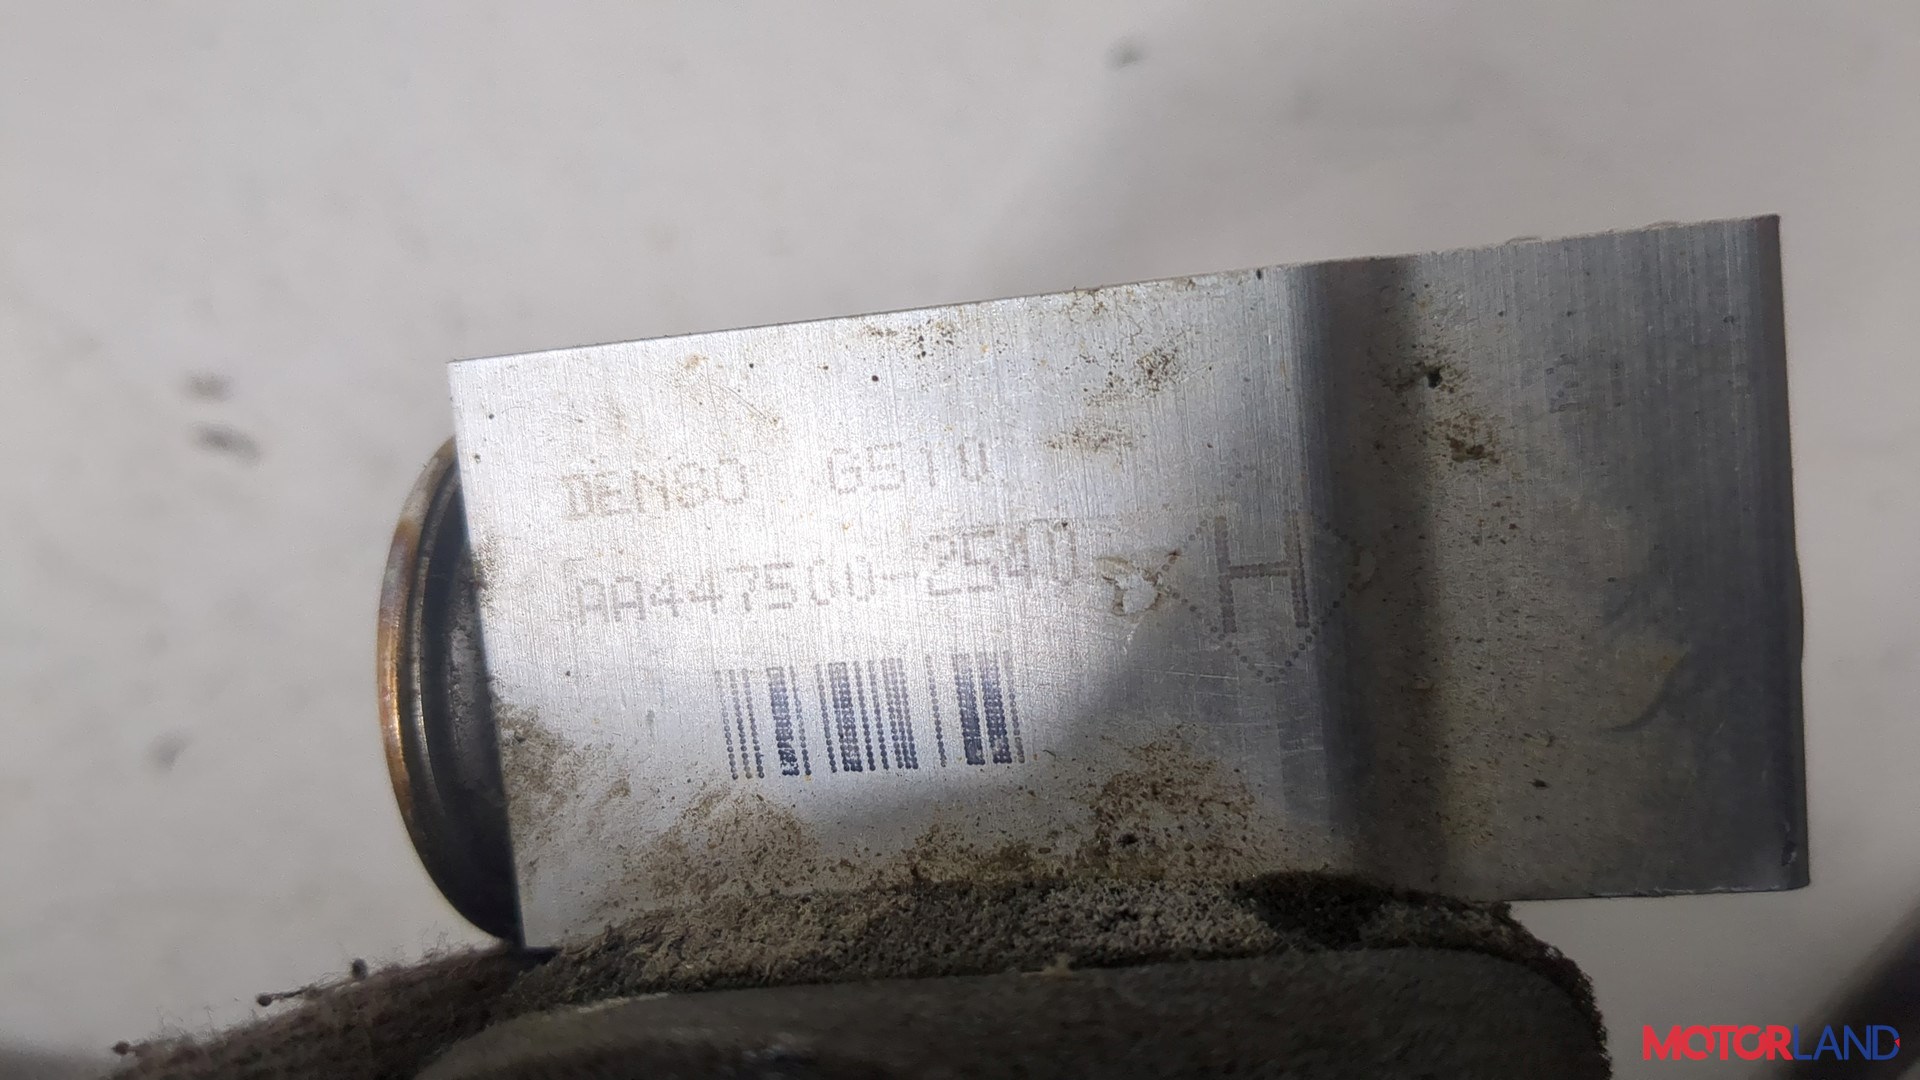 DENSO G510
AA447500-2540
H
MOTORLAND